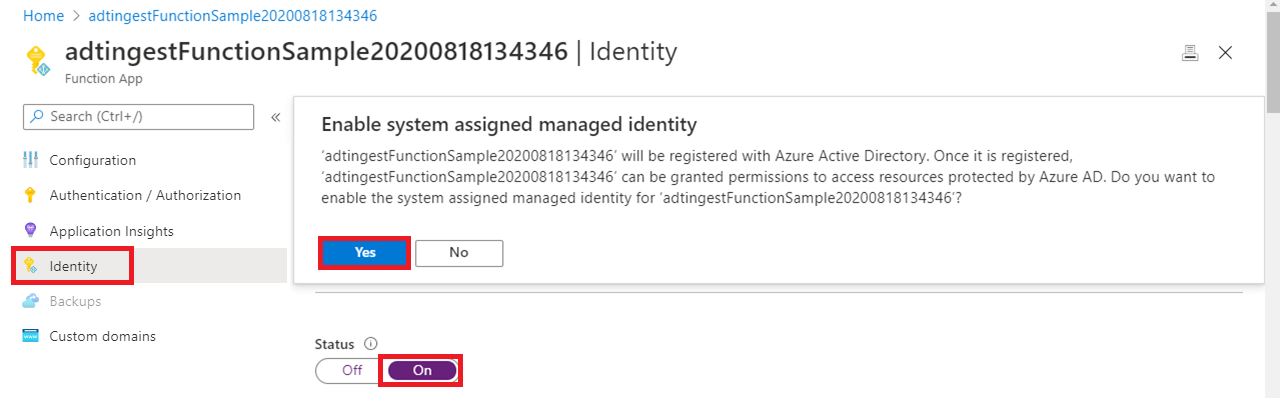 Home > adtingestFunctionSample20200818134346
adtingestFunctionSample20200818134346 | Identity
Function App
Search (Ctrl+/)
«
Configuration
Authentication / Authorization
Application Insights
Identity
Backups
Custom domains
Enable system assigned managed identity
‘adtingestFunctionSample20200818134346’ will be registered with Azure Active Directory. Once it is registered,
‘adtingestFunctionSample20200818134346’ can be granted permissions to access resources protected by Azure AD. Do you want to
enable the system assigned managed identity for ‘adtingestFunctionSample20200818134346’?
Yes No
Status
Off On